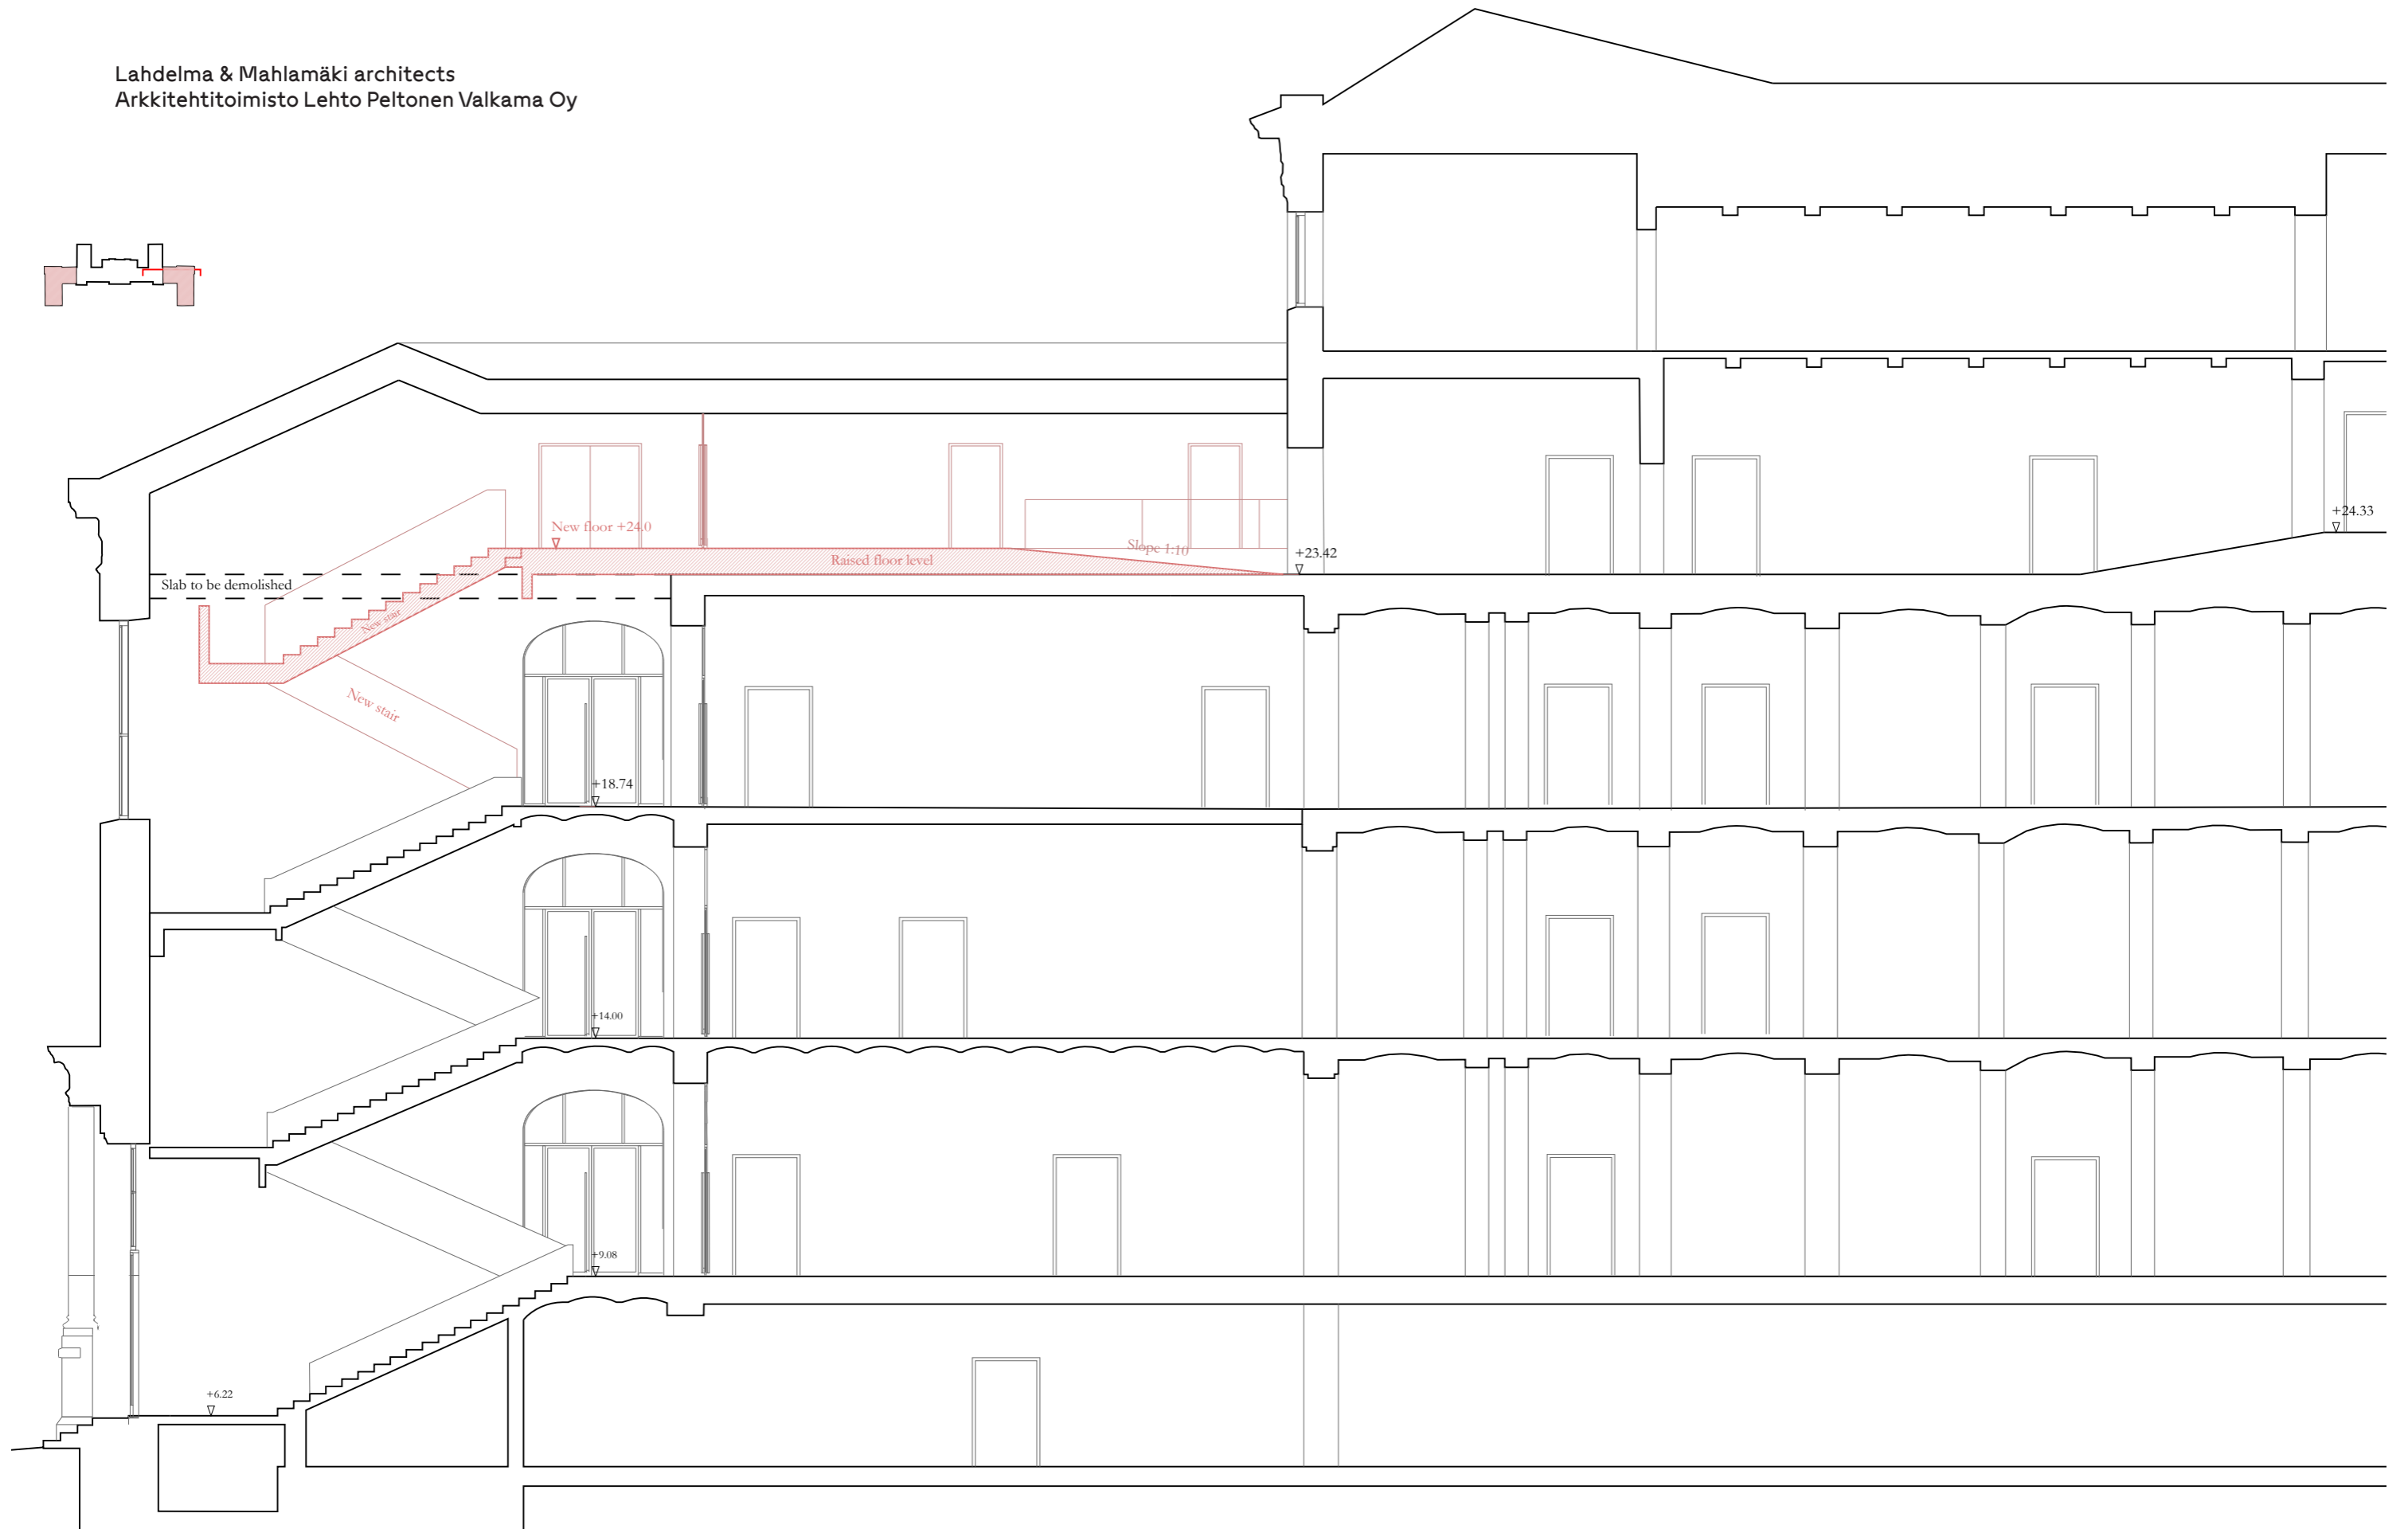 Lahdelma & Mahlamäki architects
Arkkitehtitoimisto Lehto Peltonen Valkama Oy
+24.33
New floor +24.0
Slope 1:10
+23.42
Raised floor level
Slab to be demolished
New stair
New stair
+18.74
+14.00
+9.08
+6.22